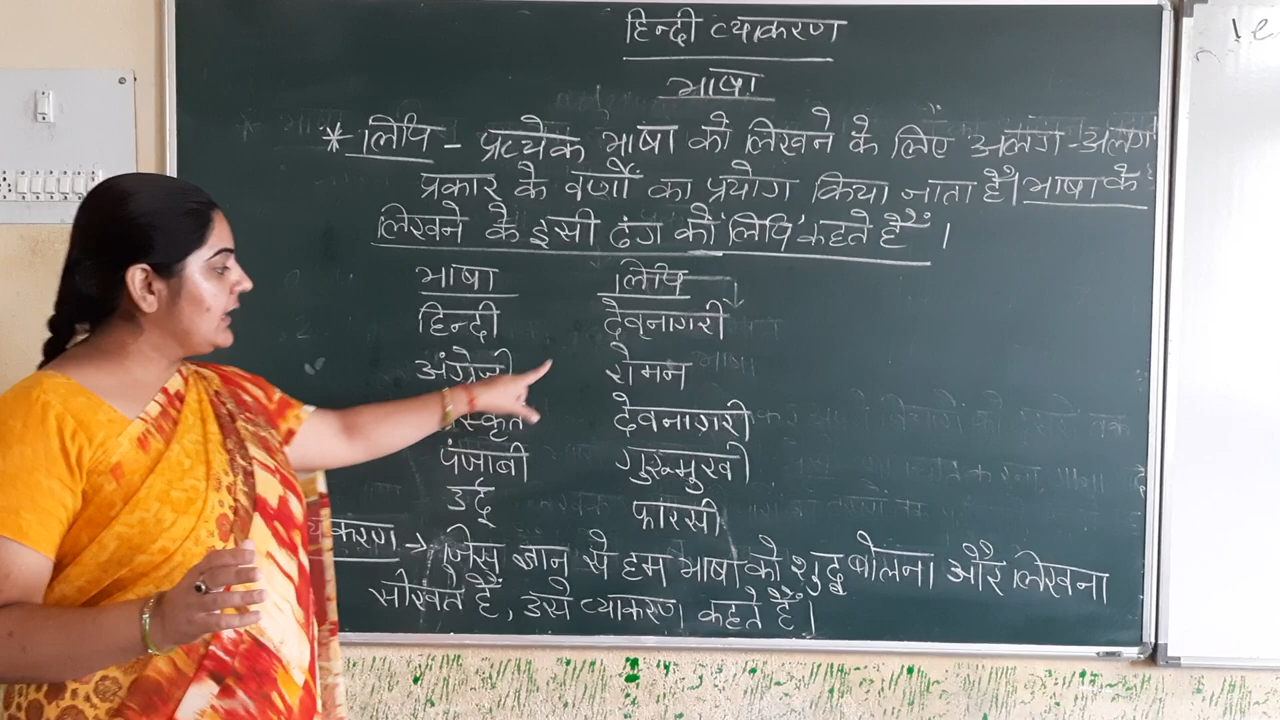 हिन्दी व्याकरण
भाषा
* लिपि - प्रत्येक भाषा को लिखने के लिए अलग-अलग
प्रकार के वर्णों का प्रयोग किया जाता है। भाषा के
लिखने के इसी ढंग को 'लिपि' कहते हैं ।
भाषा लिपि
हिन्दी देवनागरी
अंग्रेजी रोमन
देवनागरी
पंजाबी गुरुमुखी
उर्दू फारसी
→ जिस ज्ञान से हम भाषा को शुद्ध बोलना और लिखना
सीखते हैं, उसे व्याकरण कहते हैं।